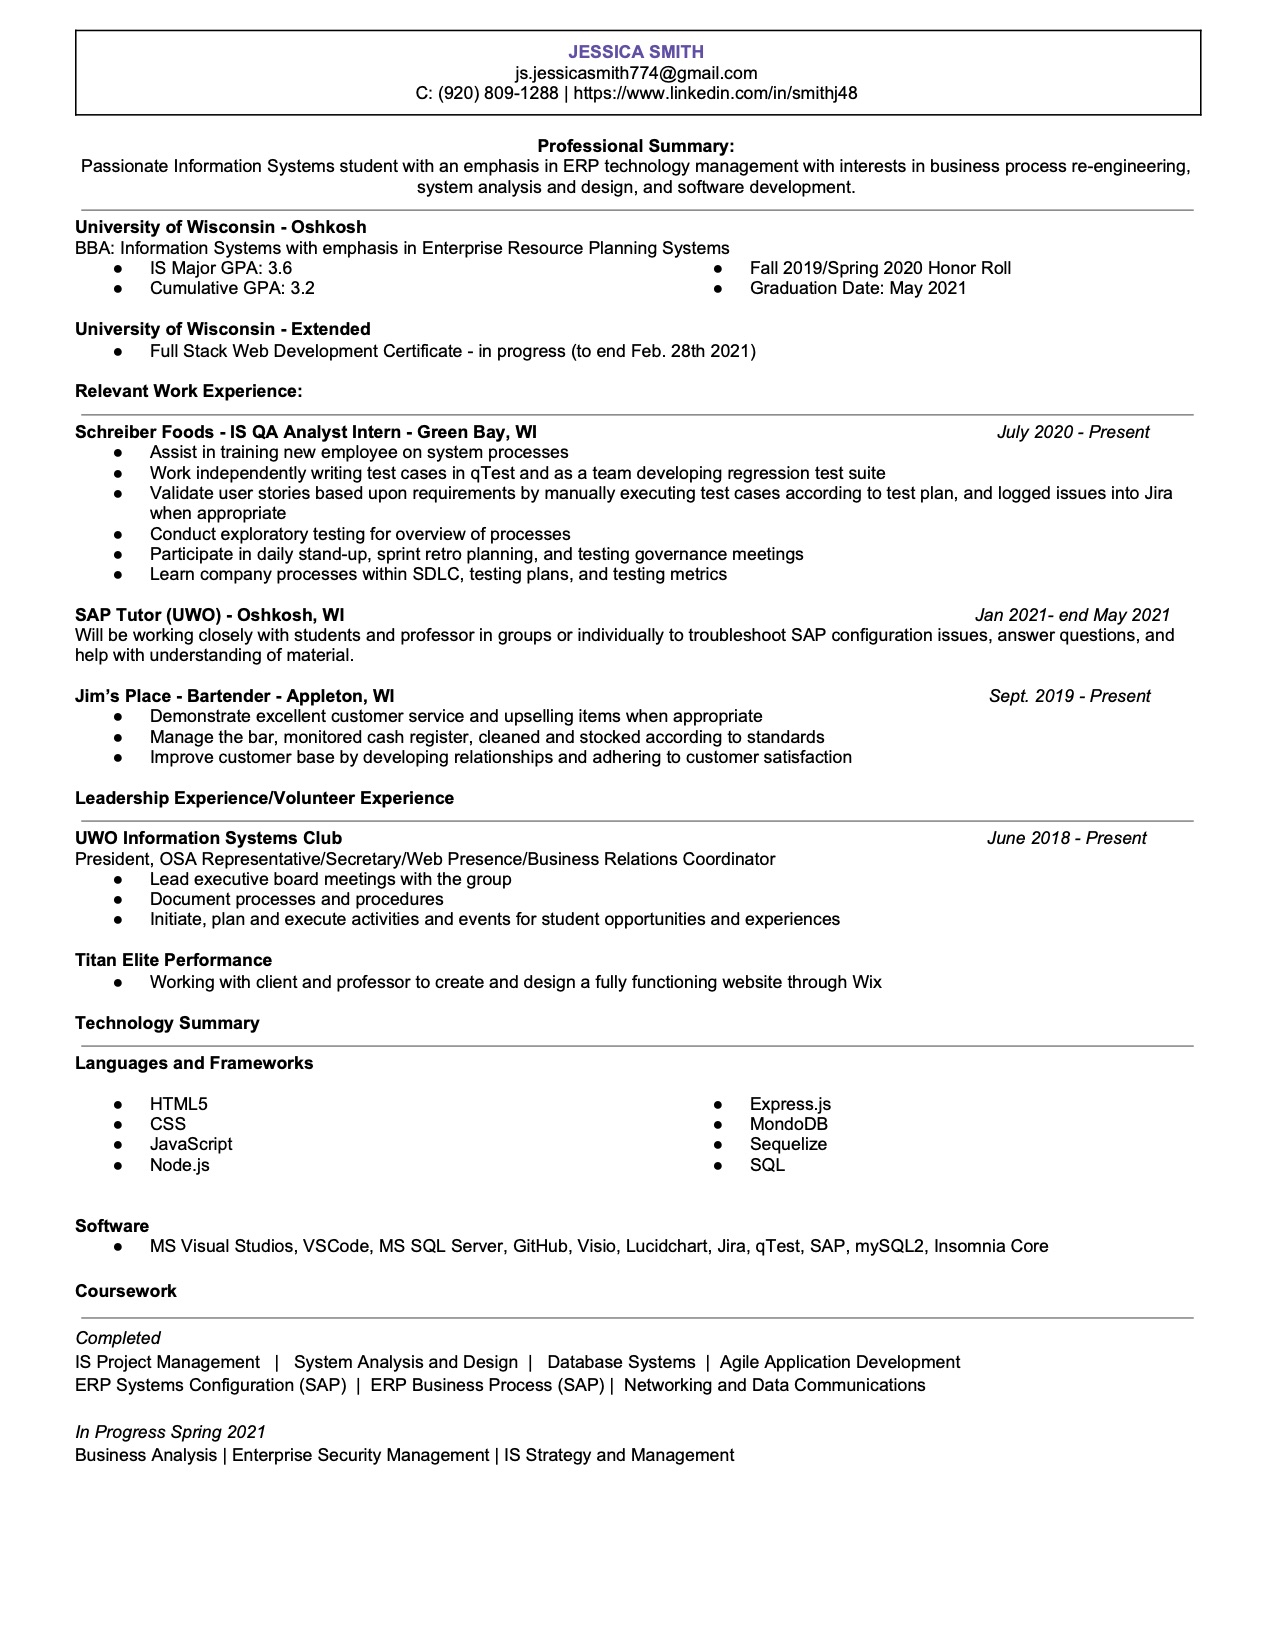 JESSICA SMITH
js.jessicasmith774@gmail.com
C: (920) 809-1288 | https://www.linkedin.com/in/smithj48
Professional Summary:
Passionate Information Systems student with an emphasis in ERP technology management with interests in business process re-engineering,
system analysis and design, and software development.
University of Wisconsin - Oshkosh
BBA: Information Systems with emphasis in Enterprise Resource Planning Systems
● IS Major GPA: 3.6
● Cumulative GPA: 3.2
● Fall 2019/Spring 2020 Honor Roll
● Graduation Date: May 2021
University of Wisconsin - Extended
● Full Stack Web Development Certificate - in progress (to end Feb. 28th 2021)
Relevant Work Experience:
Schreiber Foods - IS QA Analyst Intern - Green Bay, WI July 2020 - Present
● Assist in training new employee on system processes
● Work independently writing test cases in qTest and as a team developing regression test suite
● Validate user stories based upon requirements by manually executing test cases according to test plan, and logged issues into Jira
when appropriate
● Conduct exploratory testing for overview of processes
● Participate in daily stand-up, sprint retro planning, and testing governance meetings
● Learn company processes within SDLC, testing plans, and testing metrics
SAP Tutor (UWO) - Oshkosh, WI Jan 2021- end May 2021
Will be working closely with students and professor in groups or individually to troubleshoot SAP configuration issues, answer questions, and
help with understanding of material.
Jim’s Place - Bartender - Appleton, WI Sept. 2019 - Present
● Demonstrate excellent customer service and upselling items when appropriate
● Manage the bar, monitored cash register, cleaned and stocked according to standards
● Improve customer base by developing relationships and adhering to customer satisfaction
Leadership Experience/Volunteer Experience
UWO Information Systems Club June 2018 - Present
President, OSA Representative/Secretary/Web Presence/Business Relations Coordinator
● Lead executive board meetings with the group
● Document processes and procedures
● Initiate, plan and execute activities and events for student opportunities and experiences
Titan Elite Performance
● Working with client and professor to create and design a fully functioning website through Wix
Technology Summary
Languages and Frameworks
● HTML5
● CSS
● JavaScript
● Node.js
● Express.js
● MondoDB
● Sequelize
● SQL
Software
● MS Visual Studios, VSCode, MS SQL Server, GitHub, Visio, Lucidchart, Jira, qTest, SAP, mySQL2, Insomnia Core
Coursework
Completed
IS Project Management | System Analysis and Design | Database Systems | Agile Application Development
ERP Systems Configuration (SAP) | ERP Business Process (SAP) | Networking and Data Communications
In Progress Spring 2021
Business Analysis | Enterprise Security Management | IS Strategy and Management